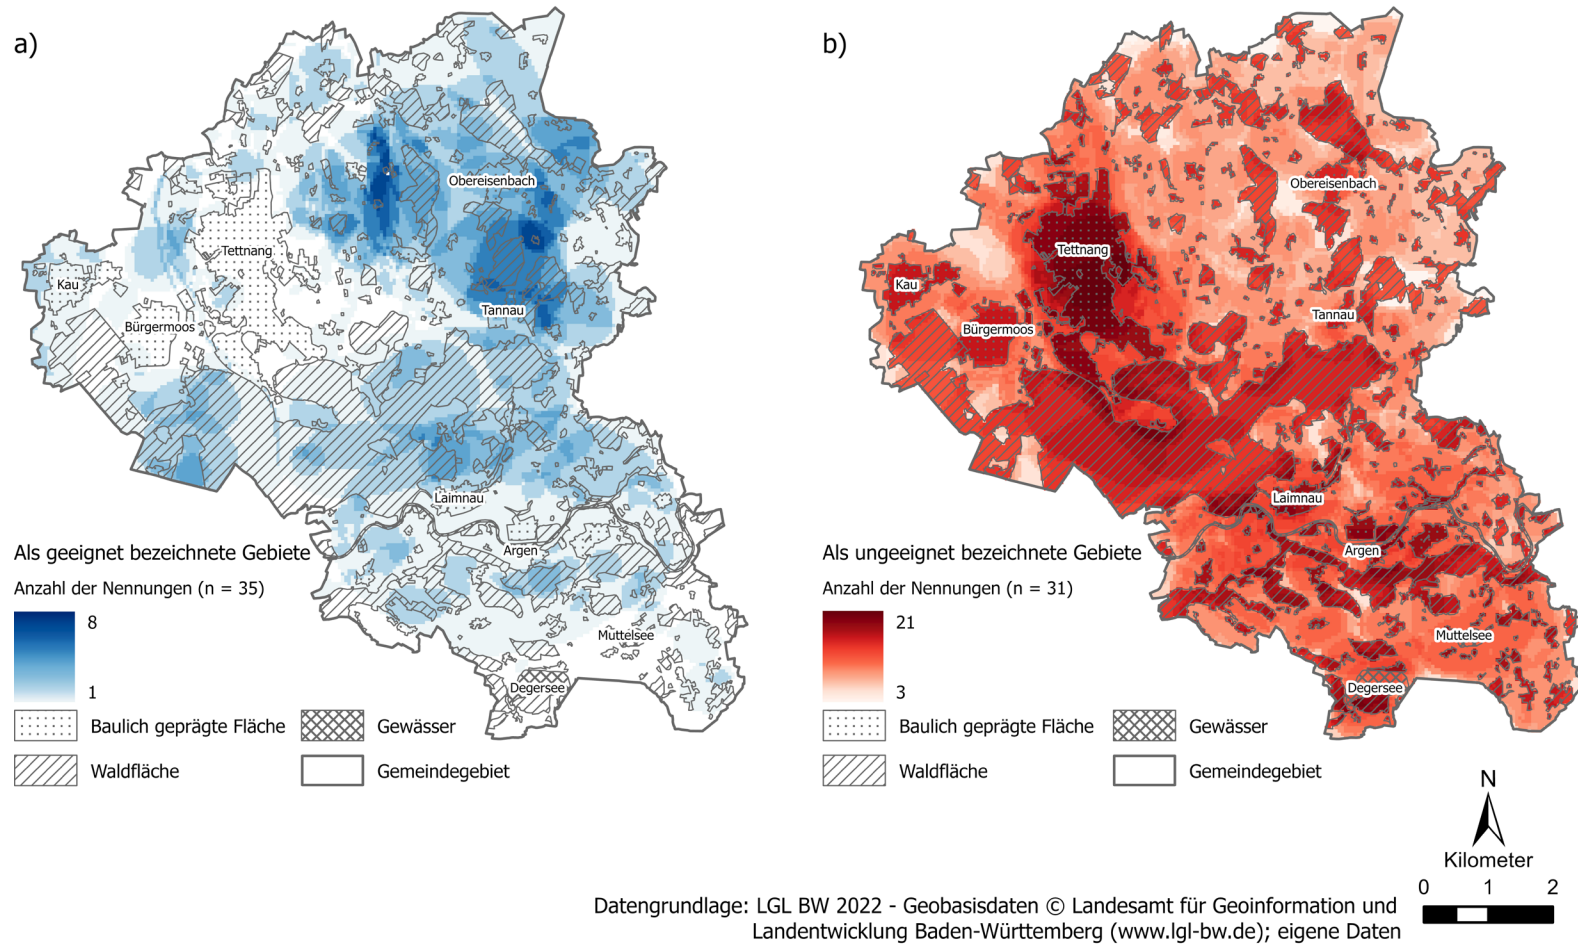 a)
Obereisenbach
Tettnang
Kau
Bürgermoos
Tannau
Laimnau
Argen
Muttelsee
Degersee
Als geeignet bezeichnete Gebiete
Anzahl der Nennungen (n = 35)
8
1
Baulich geprägte Fläche
Gewässer
Waldfläche
Gemeindegebiet
b)
Obereisenbach
Tettnang
Kau
Bürgermoos
Tannau
Laimnau
Argen
Muttelsee
Degersee
Als ungeeignet bezeichnete Gebiete
Anzahl der Nennungen (n = 31)
21
3
Baulich geprägte Fläche
Gewässer
Waldfläche
Gemeindegebiet
N
Kilometer
0 1 2
Datengrundlage: LGL BW 2022 - Geobasisdaten © Landesamt für Geoinformation und
Landentwicklung Baden-Württemberg (www.lgl-bw.de); eigene Daten